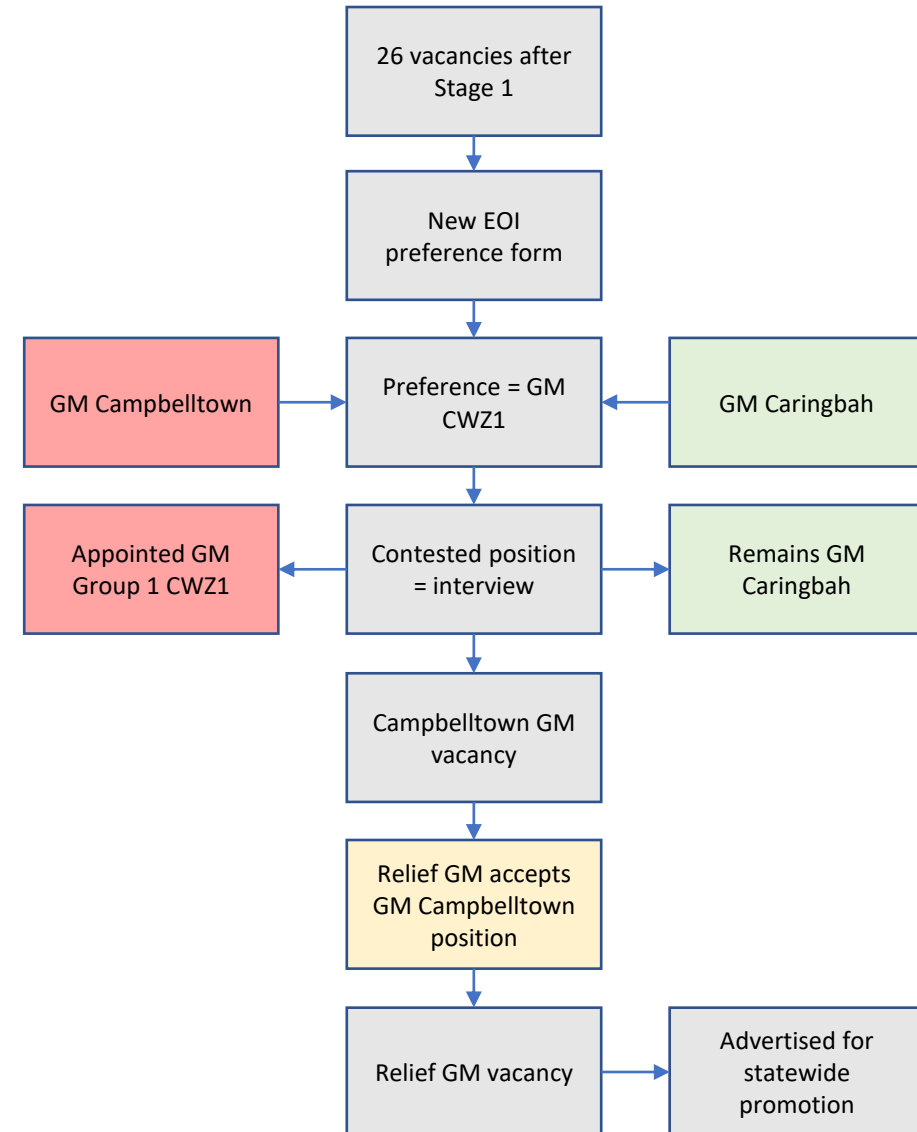 26 vacancies after
Stage 1
New EOI
preference form
GM Campbelltown
Preference = GM
CWZ1
GM Caringbah
Appointed GM
Group 1 CWZ1
Contested position
= interview
Remains GM
Caringbah
Campbelltown GM
vacancy
Relief GM accepts
GM Campbelltown
position
Relief GM vacancy
Advertised for
statewide
promotion